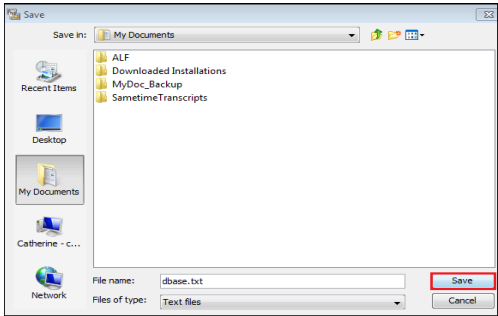 Save
Save in: My Documents
Recent Items
Desktop
My Documents
Catherine - c...
Network
ALF
Downloaded Installations
MyDoc_Backup
SametimeTranscripts
File name: dbase.txt Save
Files of type: Text files Cancel